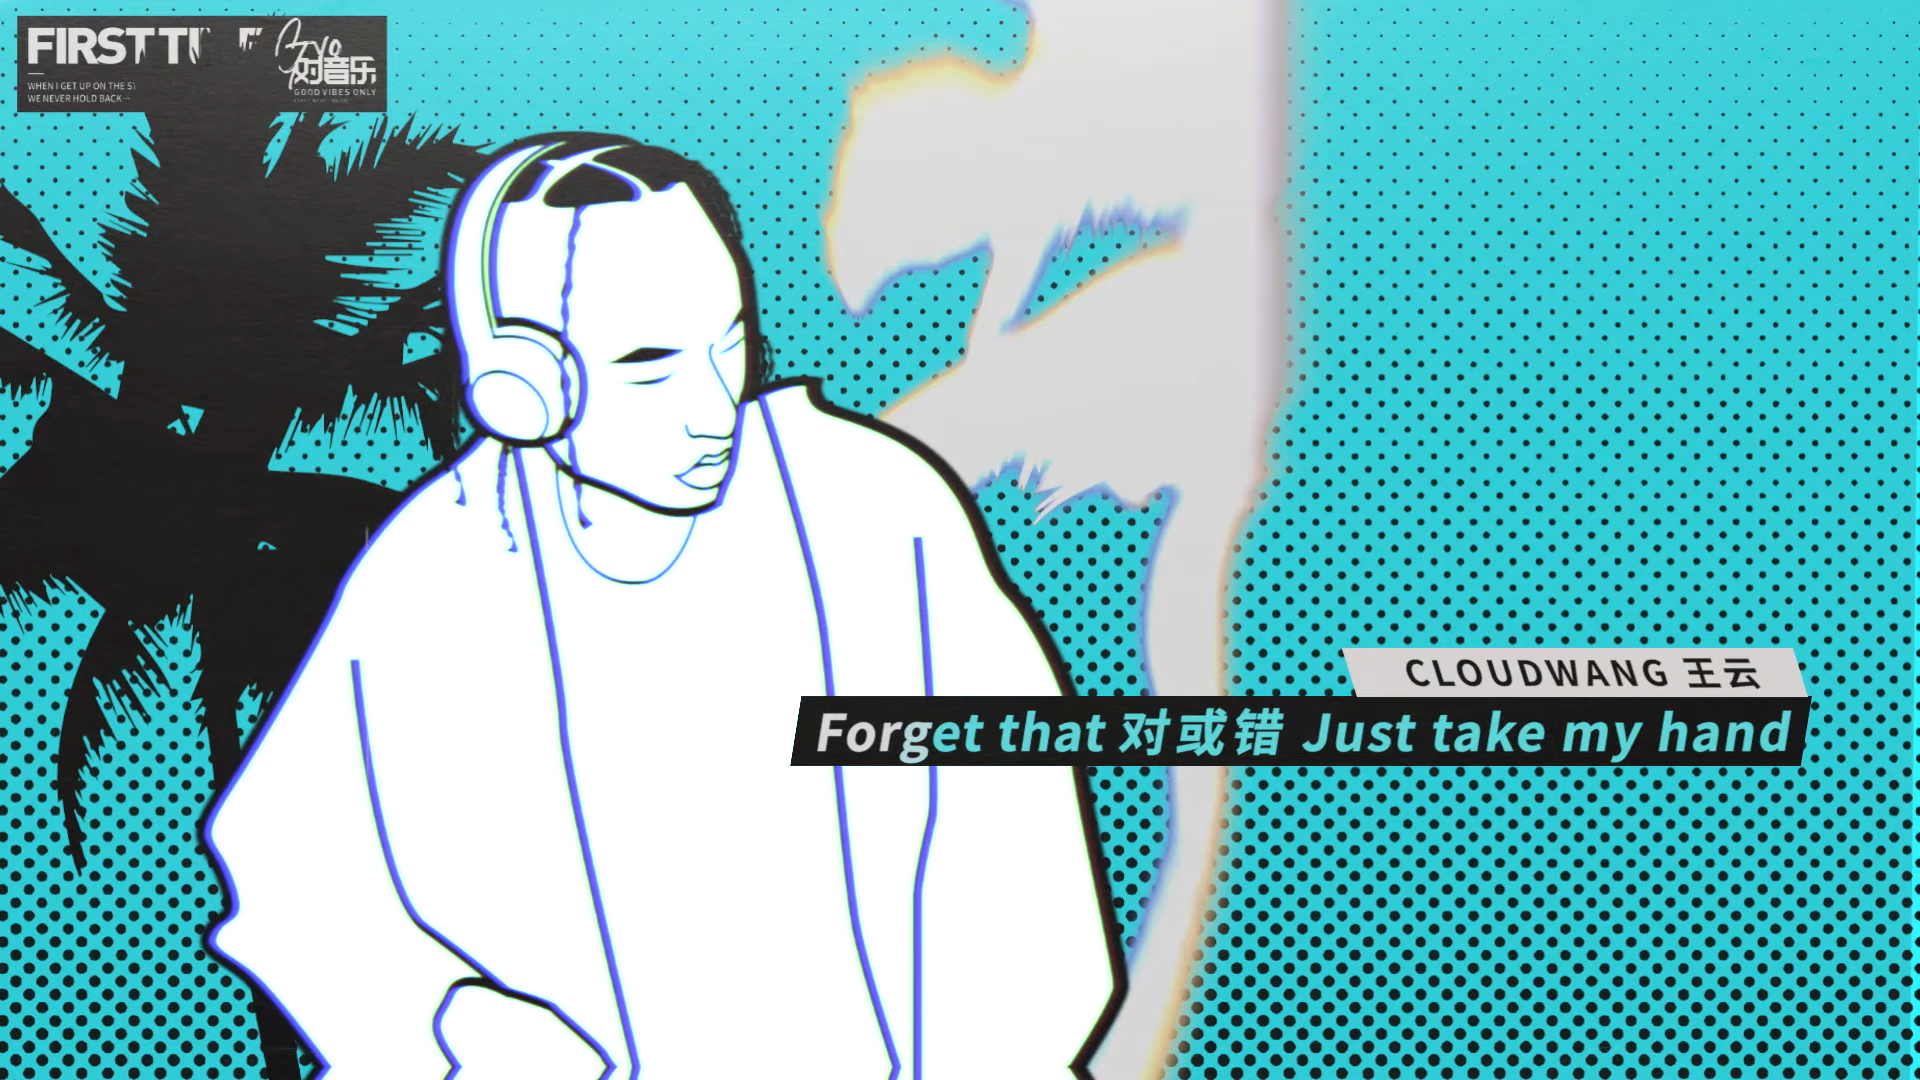 FIRST TI
WHEN I GET UP ON THE S
WE NEVER HOLD BACK···
对音乐
GOOD VIBES ONLY
CLOUDWANG 王云
Forget that 对或错 Just take my hand